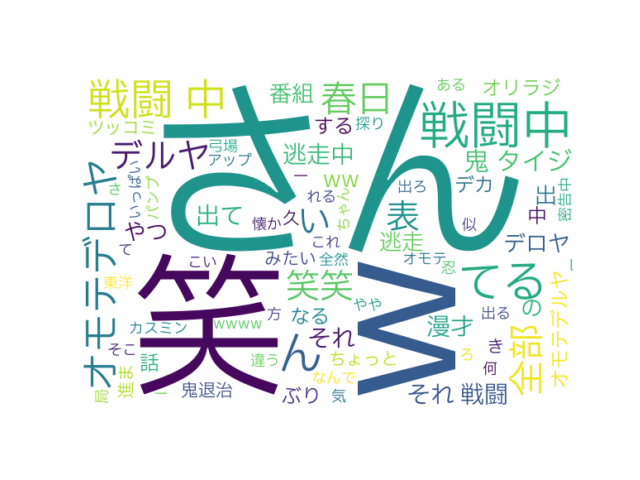 さん
笑
w
戦闘 中
戦闘中
春日
番組
ある
オリラジ
ツッコミ
する
探り
デルヤ
弓場
アップ
逃走中
鬼 タイジ
いっぱい
パンプ
さ
ー
ww
れる
ちゃん
出ろ
デカ
出
密告中
オモテデロヤ
やつ
出て
懐か
久
い
これ
表
似
中
デロヤ
て
みたい
全然
逃走
オモテ
忍
東洋
こい
笑笑
てる
の
カスミン
wwww
方
なる
やや
漫才
出る
全部
オモテデルヤ
そこ
話
ん
それ
違う
ちょっと
ろ
き
何
局
進ま
鬼退治
ぶり
なんで
気
それ
戦闘